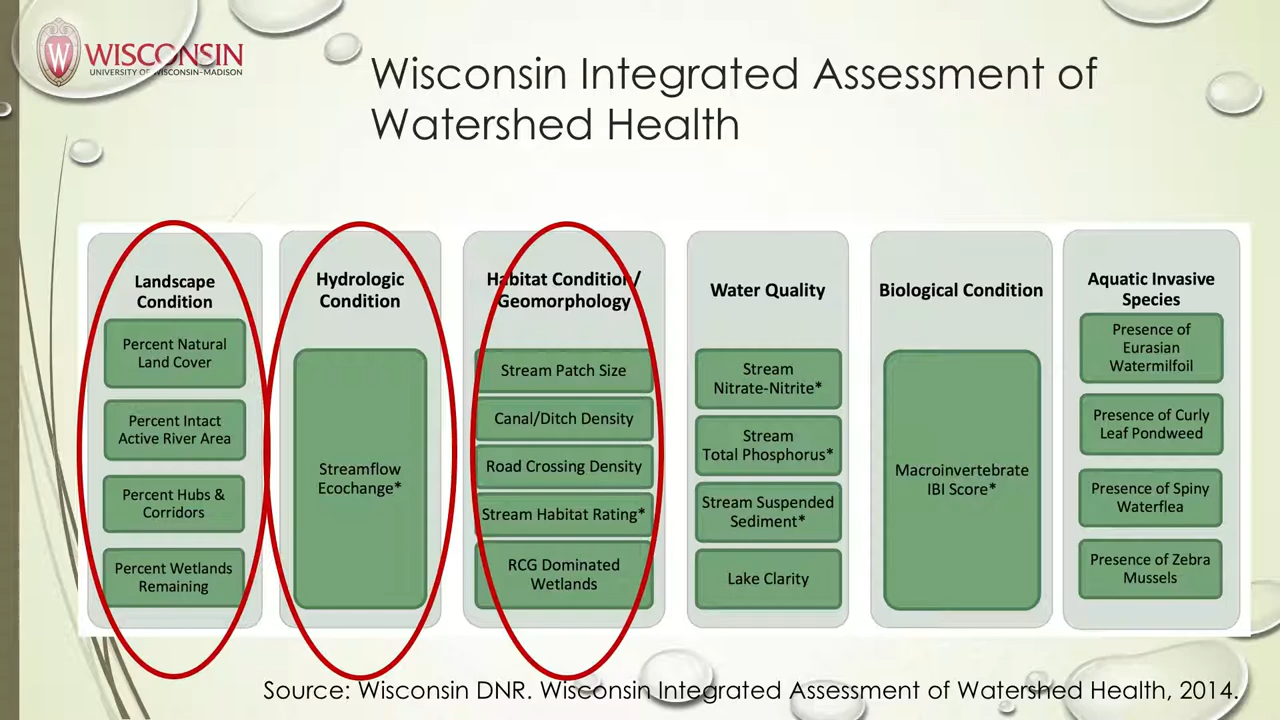 WISCONSIN
UNIVERSITY OF WISCONSIN–MADISON
Wisconsin Integrated Assessment of
Watershed Health
Landscape
Condition
Percent Natural
Land Cover
Percent Intact
Active River Area
Percent Hubs &
Corridors
Percent Wetlands
Remaining
Hydrologic
Condition
Streamflow
Ecochange*
Habitat Condition/
Geomorphology
Stream Patch Size
Canal/Ditch Density
Road Crossing Density
Stream Habitat Rating*
RCG Dominated
Wetlands
Water Quality
Stream
Nitrate-Nitrite*
Stream
Total Phosphorus*
Stream Suspended
Sediment*
Lake Clarity
Biological Condition
Macroinvertebrate
IBI Score*
Aquatic Invasive
Species
Presence of
Eurasian
Watermilfoil
Presence of Curly
Leaf Pondweed
Presence of Spiny
Waterflea
Presence of Zebra
Mussels
Source: Wisconsin DNR. Wisconsin Integrated Assessment of Watershed Health, 2014.